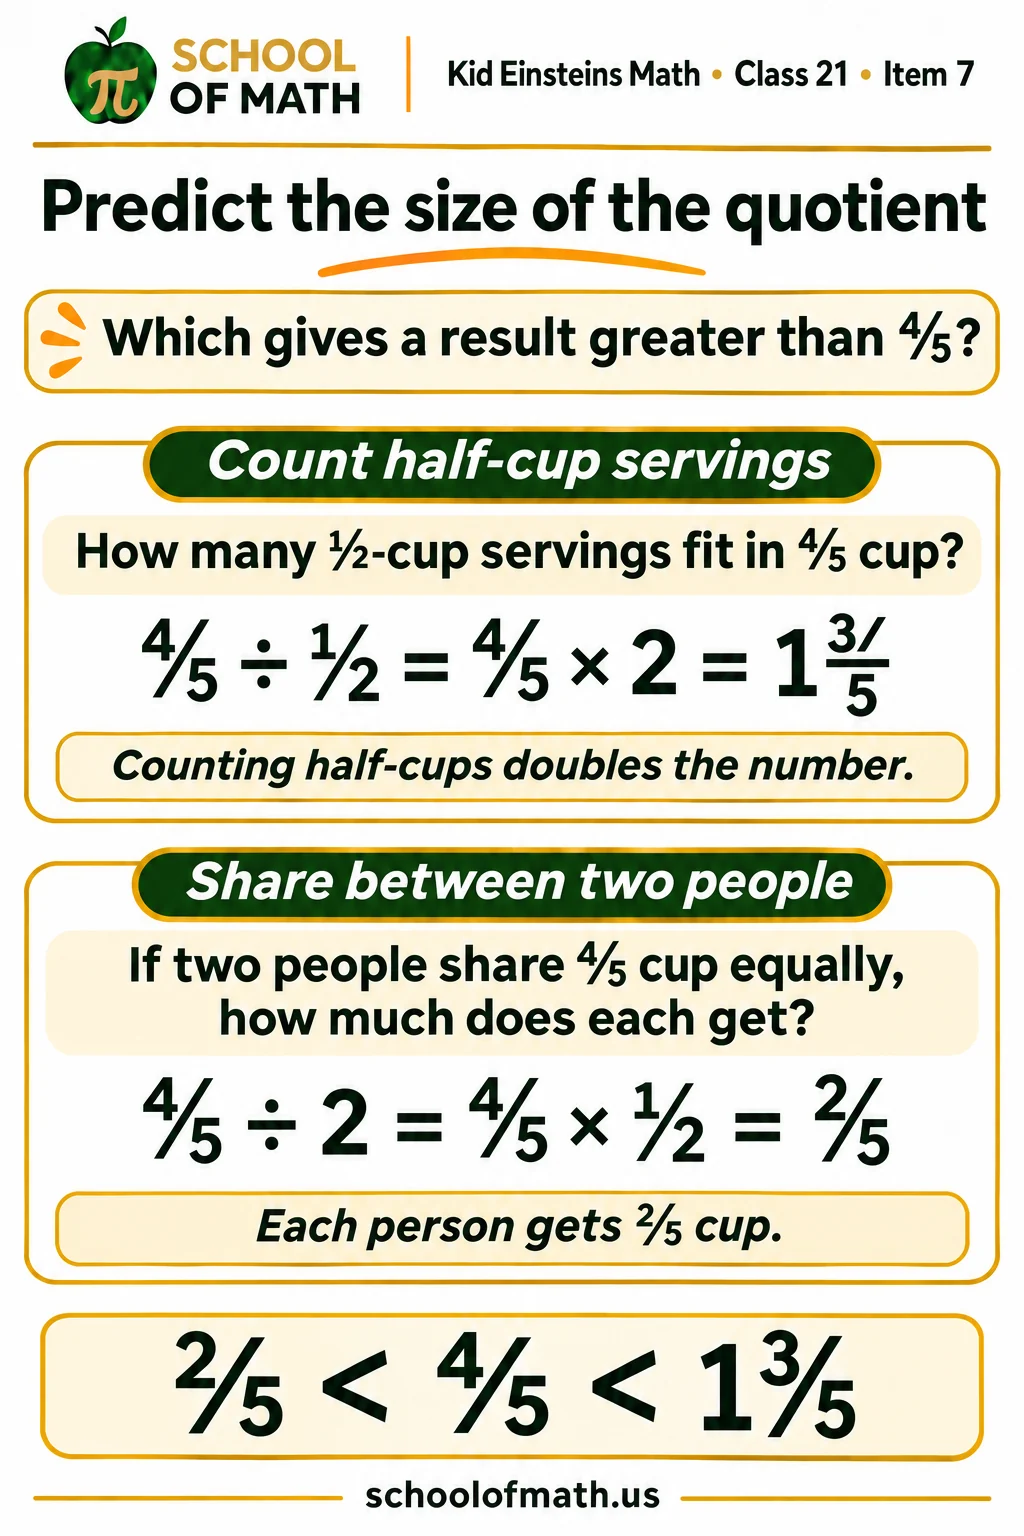 π
SCHOOL
OF MATH
Kid Einsteins Math • Class 21 • Item 7
Predict the size of the quotient
Which gives a result greater than ⅘?
Count half-cup servings
How many ½-cup servings fit in ⅘ cup?
⅘ ÷ ½ = ⅘ × 2 = 1⅗
Counting half-cups doubles the number.
Share between two people
If two people share ⅘ cup equally,
how much does each get?
⅘ ÷ 2 = ⅘ × ½ = ⅖
Each person gets ⅖ cup.
⅖ < ⅘ < 1⅗
schoolofmath.us